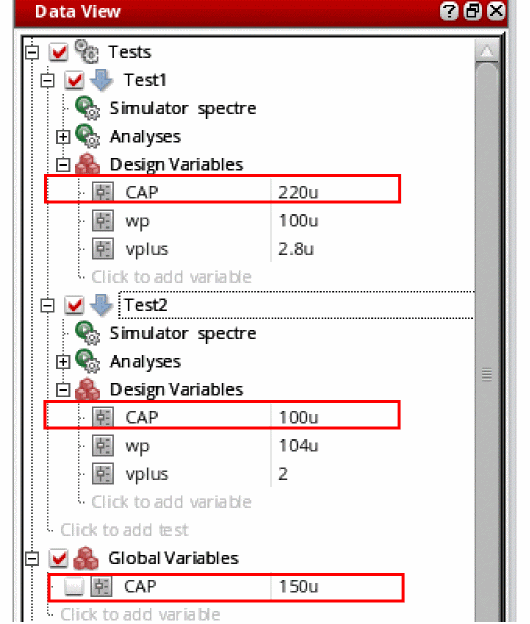 Data View
Tests
Test1
Simulator spectre
Analyses
Design Variables
CAP 220u
wp 100u
vplus 2.8u
Click to add variable
Test2
Simulator spectre
Analyses
Design Variables
CAP 100u
wp 104u
vplus 2
Click to add variable
Click to add test
Global Variables
CAP 150u
Click to add variable